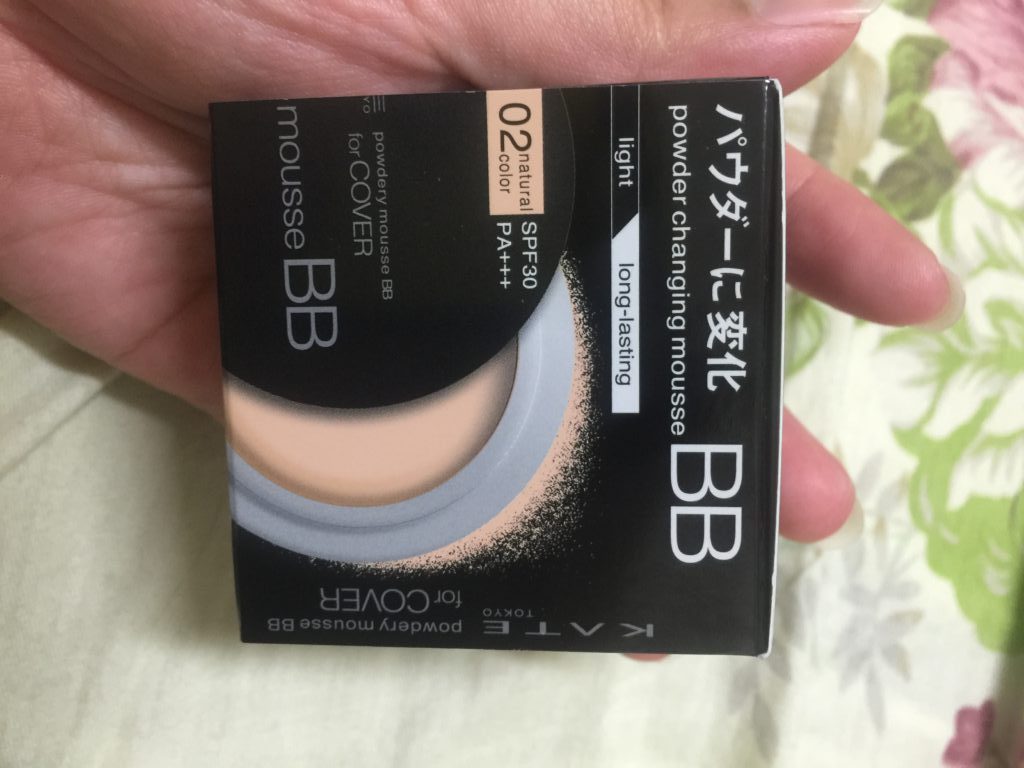 パウダーに変化
powder changing mousse BB
light long-lasting
02 natural color
SPF30
PA+++
powdery mousse BB
for COVER
mousse BB
KATE
TOKYO
powdery mousse BB
for COVER